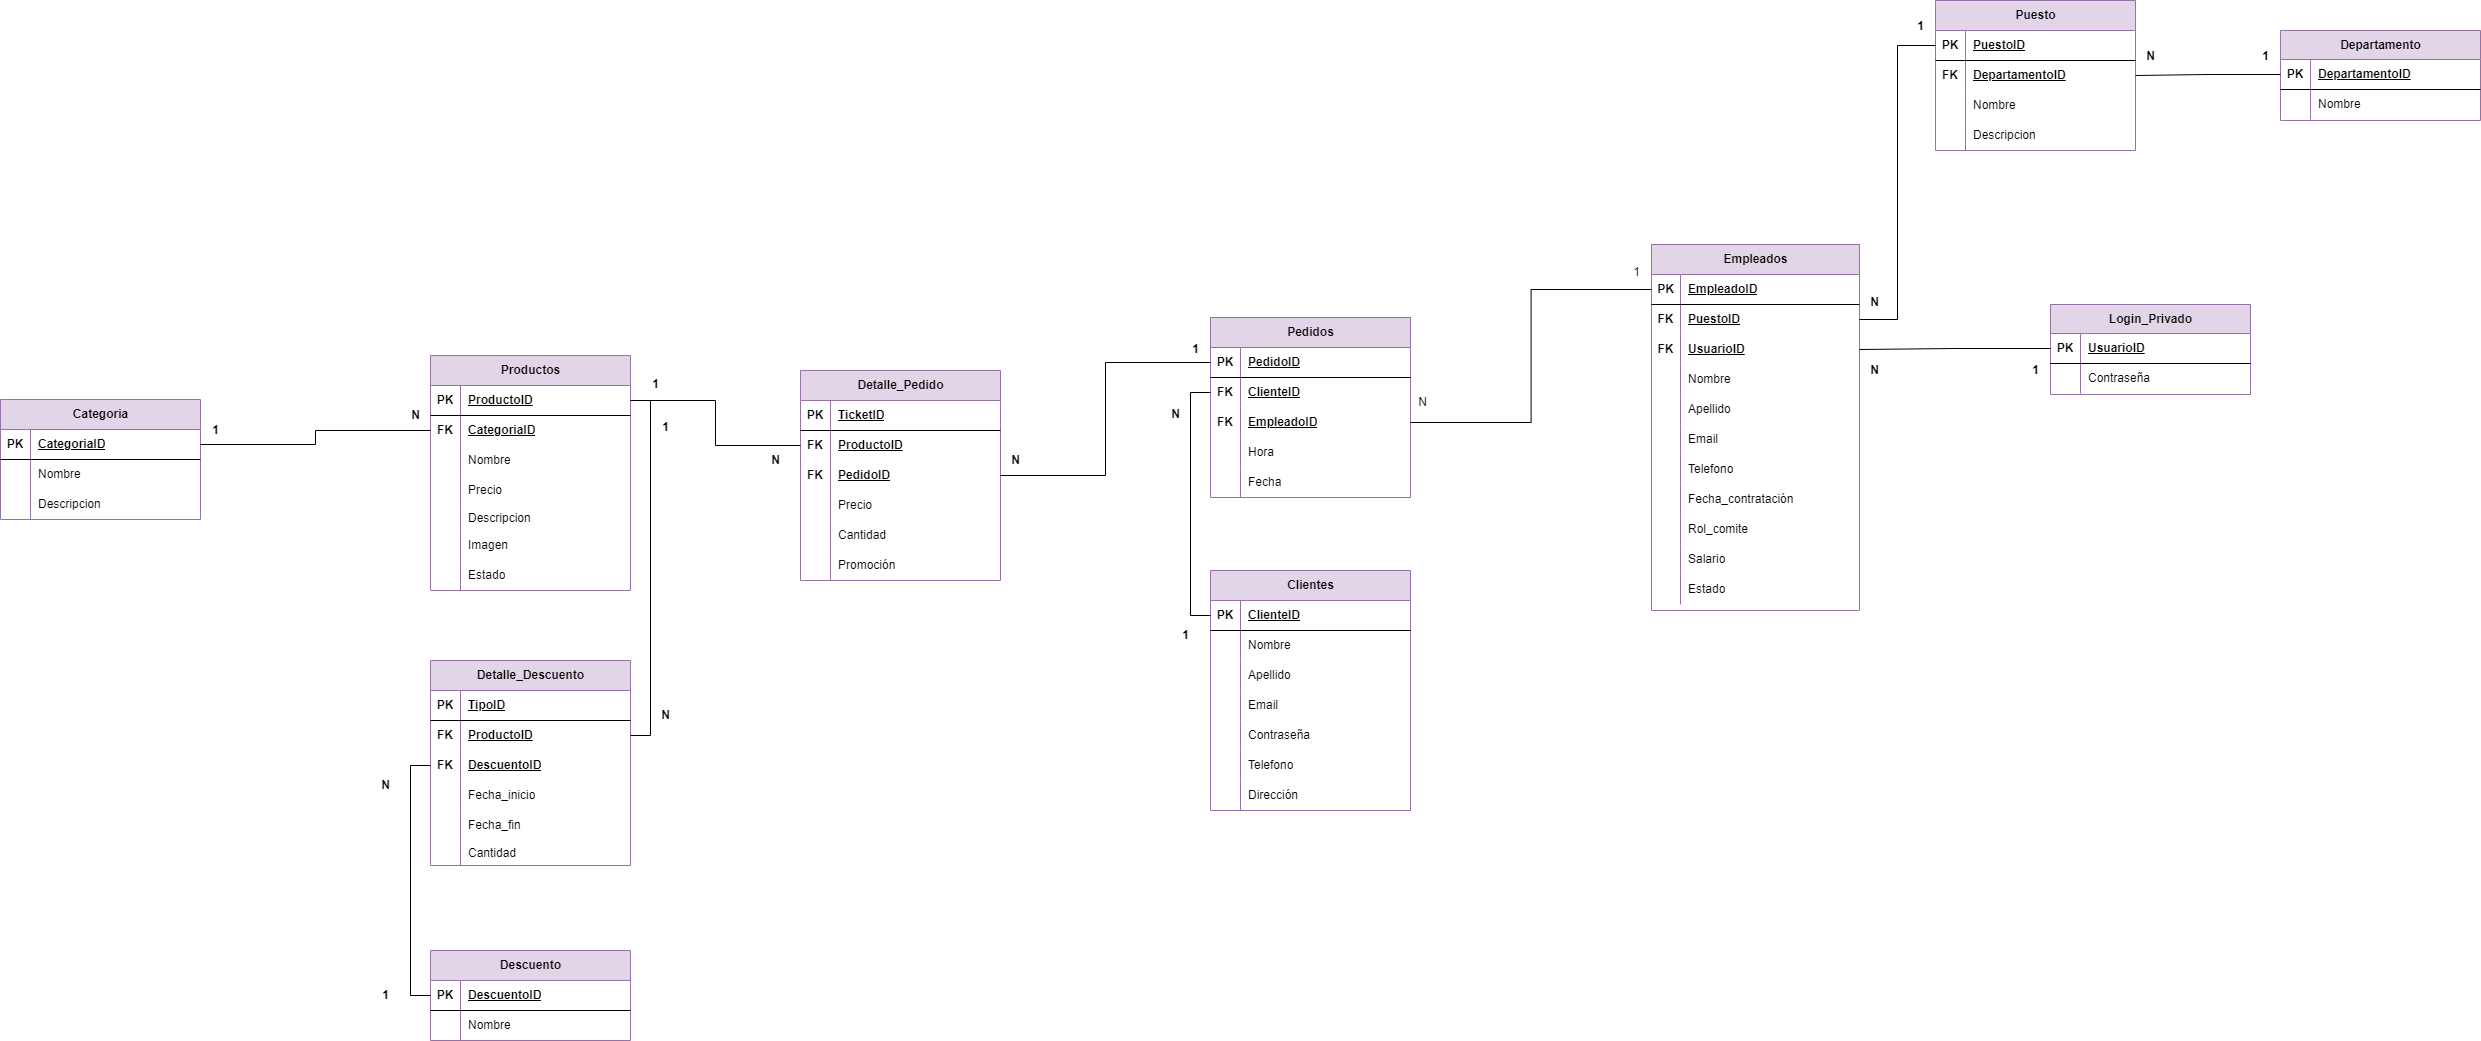 Puesto
1
PK PuestoID
FK DepartamentoID
Nombre
Descripcion
N
1
Departamento
PK DepartamentoID
Nombre
Empleados
1
PK EmpleadoID
FK PuestoID
FK UsuarioID
Nombre
Apellido
Email
Telefono
Fecha_contratación
Rol_comite
Salario
Estado
N
N
1
Login_Privado
PK UsuarioID
Contraseña
Pedidos
1
PK PedidoID
FK ClienteID
FK EmpleadoID
Hora
Fecha
N
N
Productos
1
PK ProductoID
FK CategoriaID
Nombre
Precio
Descripcion
Imagen
Estado
1
N
Detalle_Pedido
PK TicketID
FK ProductoID
FK PedidoID
Precio
Cantidad
Promoción
N
N
Categoria
PK CategoriaID
Nombre
Descripcion
1
Clientes
PK ClienteID
Nombre
Apellido
Email
Contraseña
Telefono
Dirección
1
Detalle_Descuento
PK TipoID
FK ProductoID
FK DescuentoID
Fecha_inicio
Fecha_fin
Cantidad
N
N
Descuento
1
PK DescuentoID
Nombre